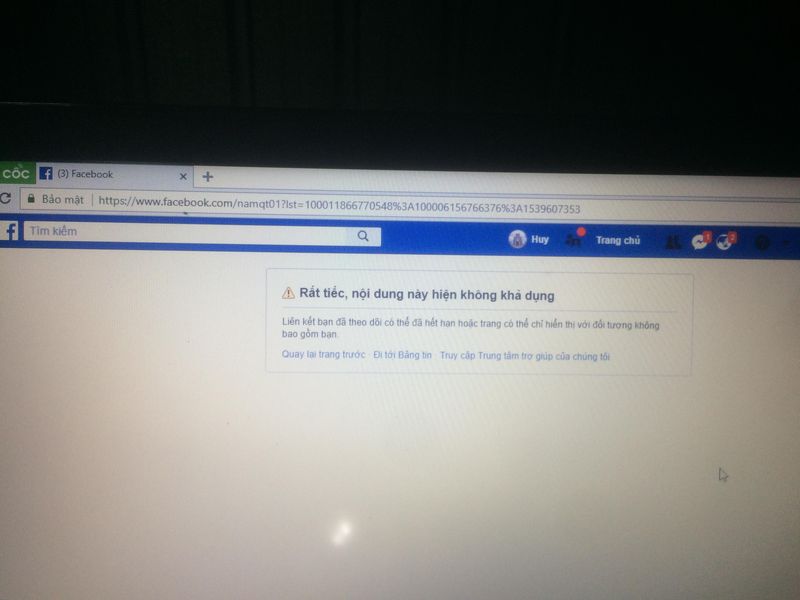 CỐC
(3) Facebook
Bảo mật
https://www.facebook.com/namqt01?lst=100011866770548%3A100006156766376%3A1539607353
Tìm kiếm
Huy
Trang chủ
1
2
Rất tiếc, nội dung này hiện không khả dụng
Liên kết bạn đã theo dõi có thể đã hết hạn hoặc trang có thể chỉ hiển thị với đối tượng không
bao gồm bạn.
Quay lại trang trước · Đi tới Bảng tin · Truy cập Trung tâm trợ giúp của chúng tôi